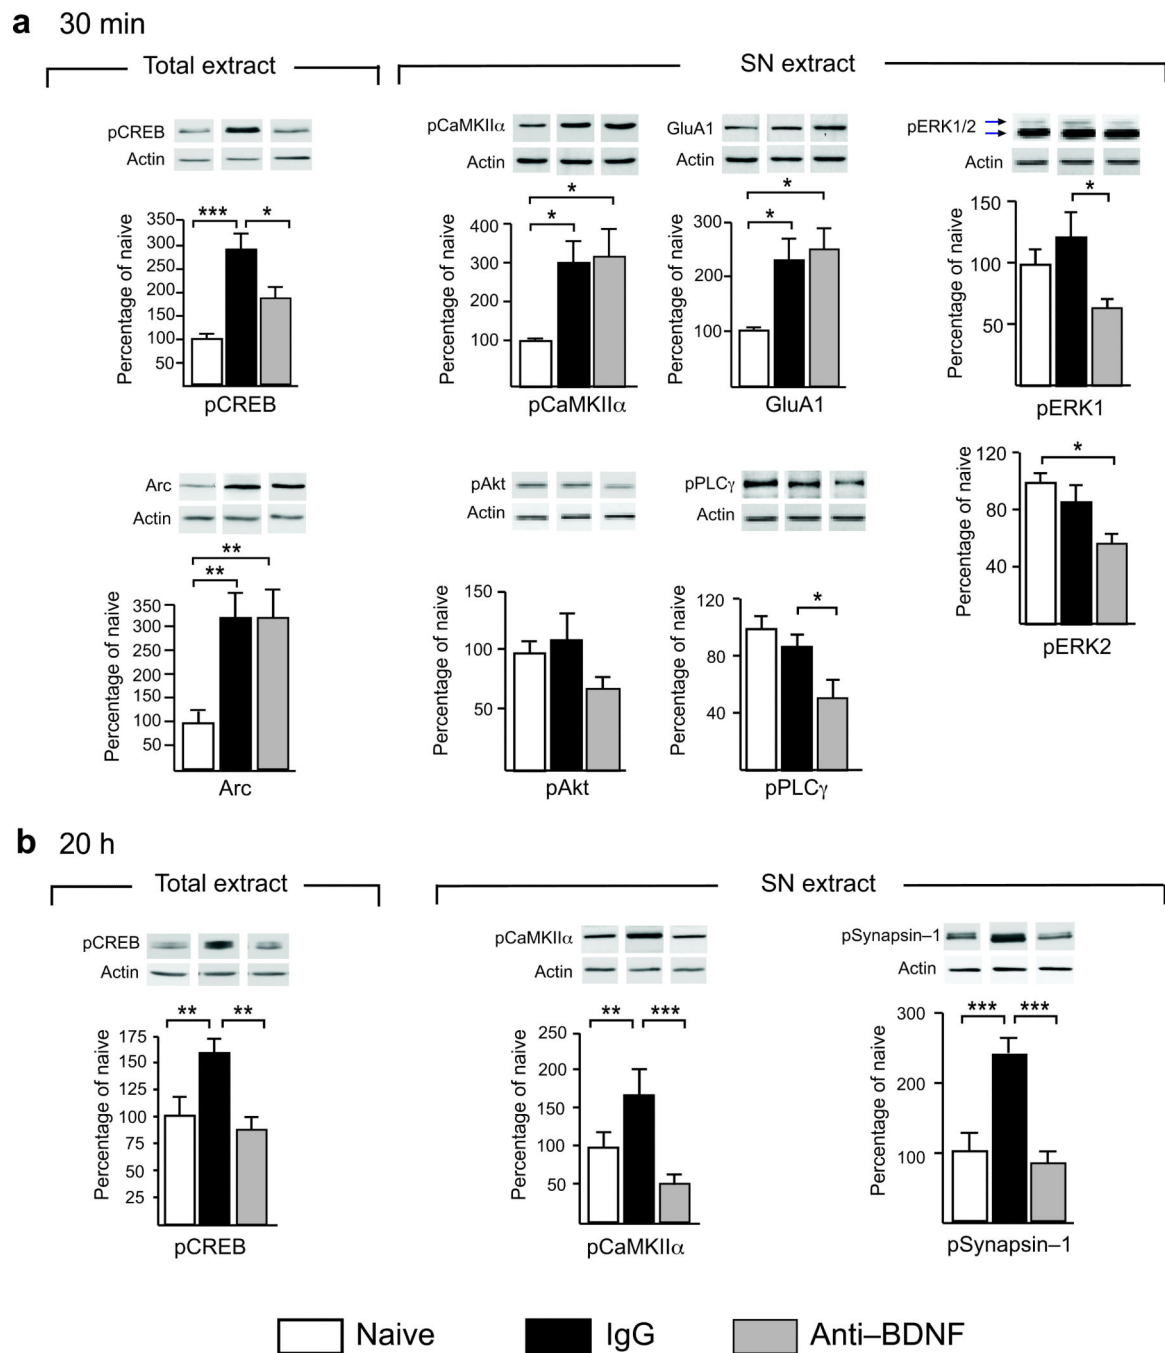 a 30 min
Total extract
SN extract
pCREB
Actin
***
*
Percentage of naive
350
300
250
200
150
100
50
pCREB
pCaMKIIα
Actin
*
*
Percentage of naive
400
300
200
100
pCaMKIIα
GluA1
Actin
*
*
Percentage of naive
300
200
100
GluA1
pERK1/2
Actin
*
Percentage of naive
150
100
50
pERK1
Arc
Actin
**
**
Percentage of naive
350
300
250
200
150
100
50
Arc
pAkt
Actin
Percentage of naive
150
100
50
pAkt
pPLCγ
Actin
*
Percentage of naive
120
80
40
pPLCγ
*
Percentage of naive
120
80
40
pERK2
b 20 h
Total extract
SN extract
pCREB
Actin
**
**
Percentage of naive
175
150
125
100
75
50
25
pCREB
pCaMKIIα
Actin
**
***
Percentage of naive
250
200
150
100
50
pCaMKIIα
pSynapsin–1
Actin
***
***
Percentage of naive
300
200
100
pSynapsin–1
Naive
IgG
Anti–BDNF